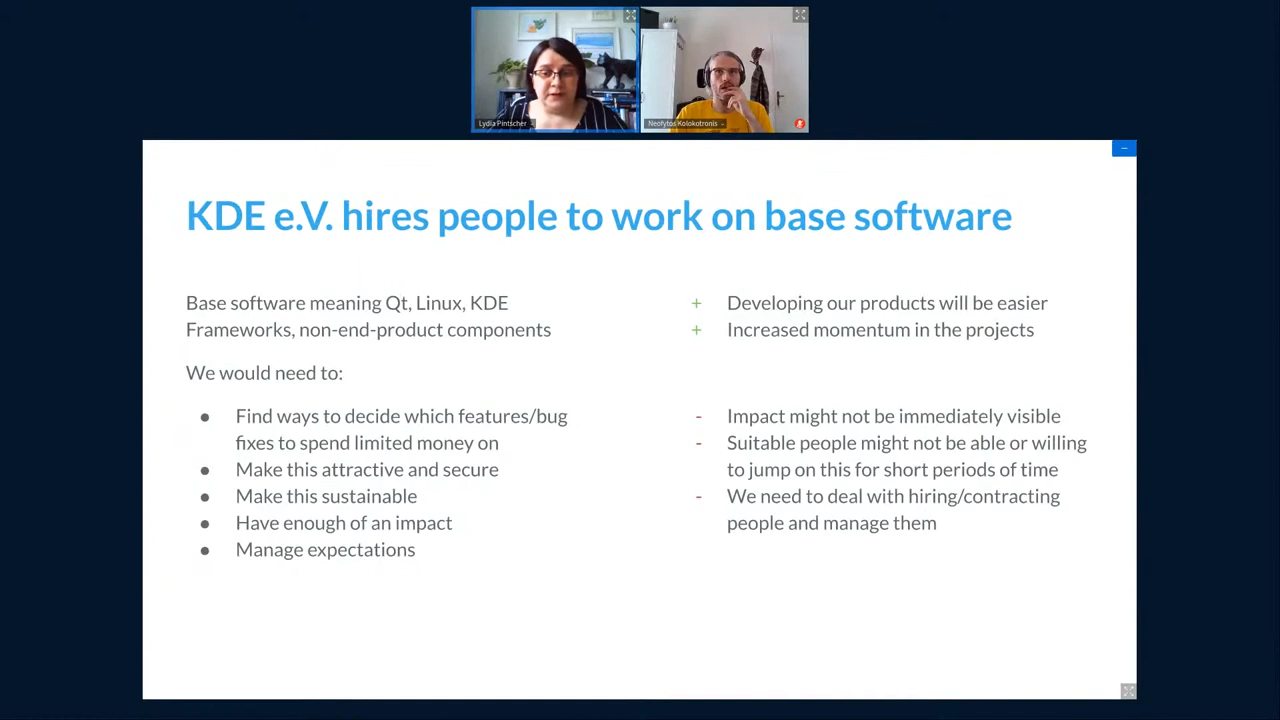 Lydia Pintscher
Neofytos Kolokotronis
KDE e.V. hires people to work on base software
Base software meaning Qt, Linux, KDE
Frameworks, non-end-product components
We would need to:
● Find ways to decide which features/bug
fixes to spend limited money on
● Make this attractive and secure
● Make this sustainable
● Have enough of an impact
● Manage expectations
+ Developing our products will be easier
+ Increased momentum in the projects
- Impact might not be immediately visible
- Suitable people might not be able or willing
to jump on this for short periods of time
- We need to deal with hiring/contracting
people and manage them